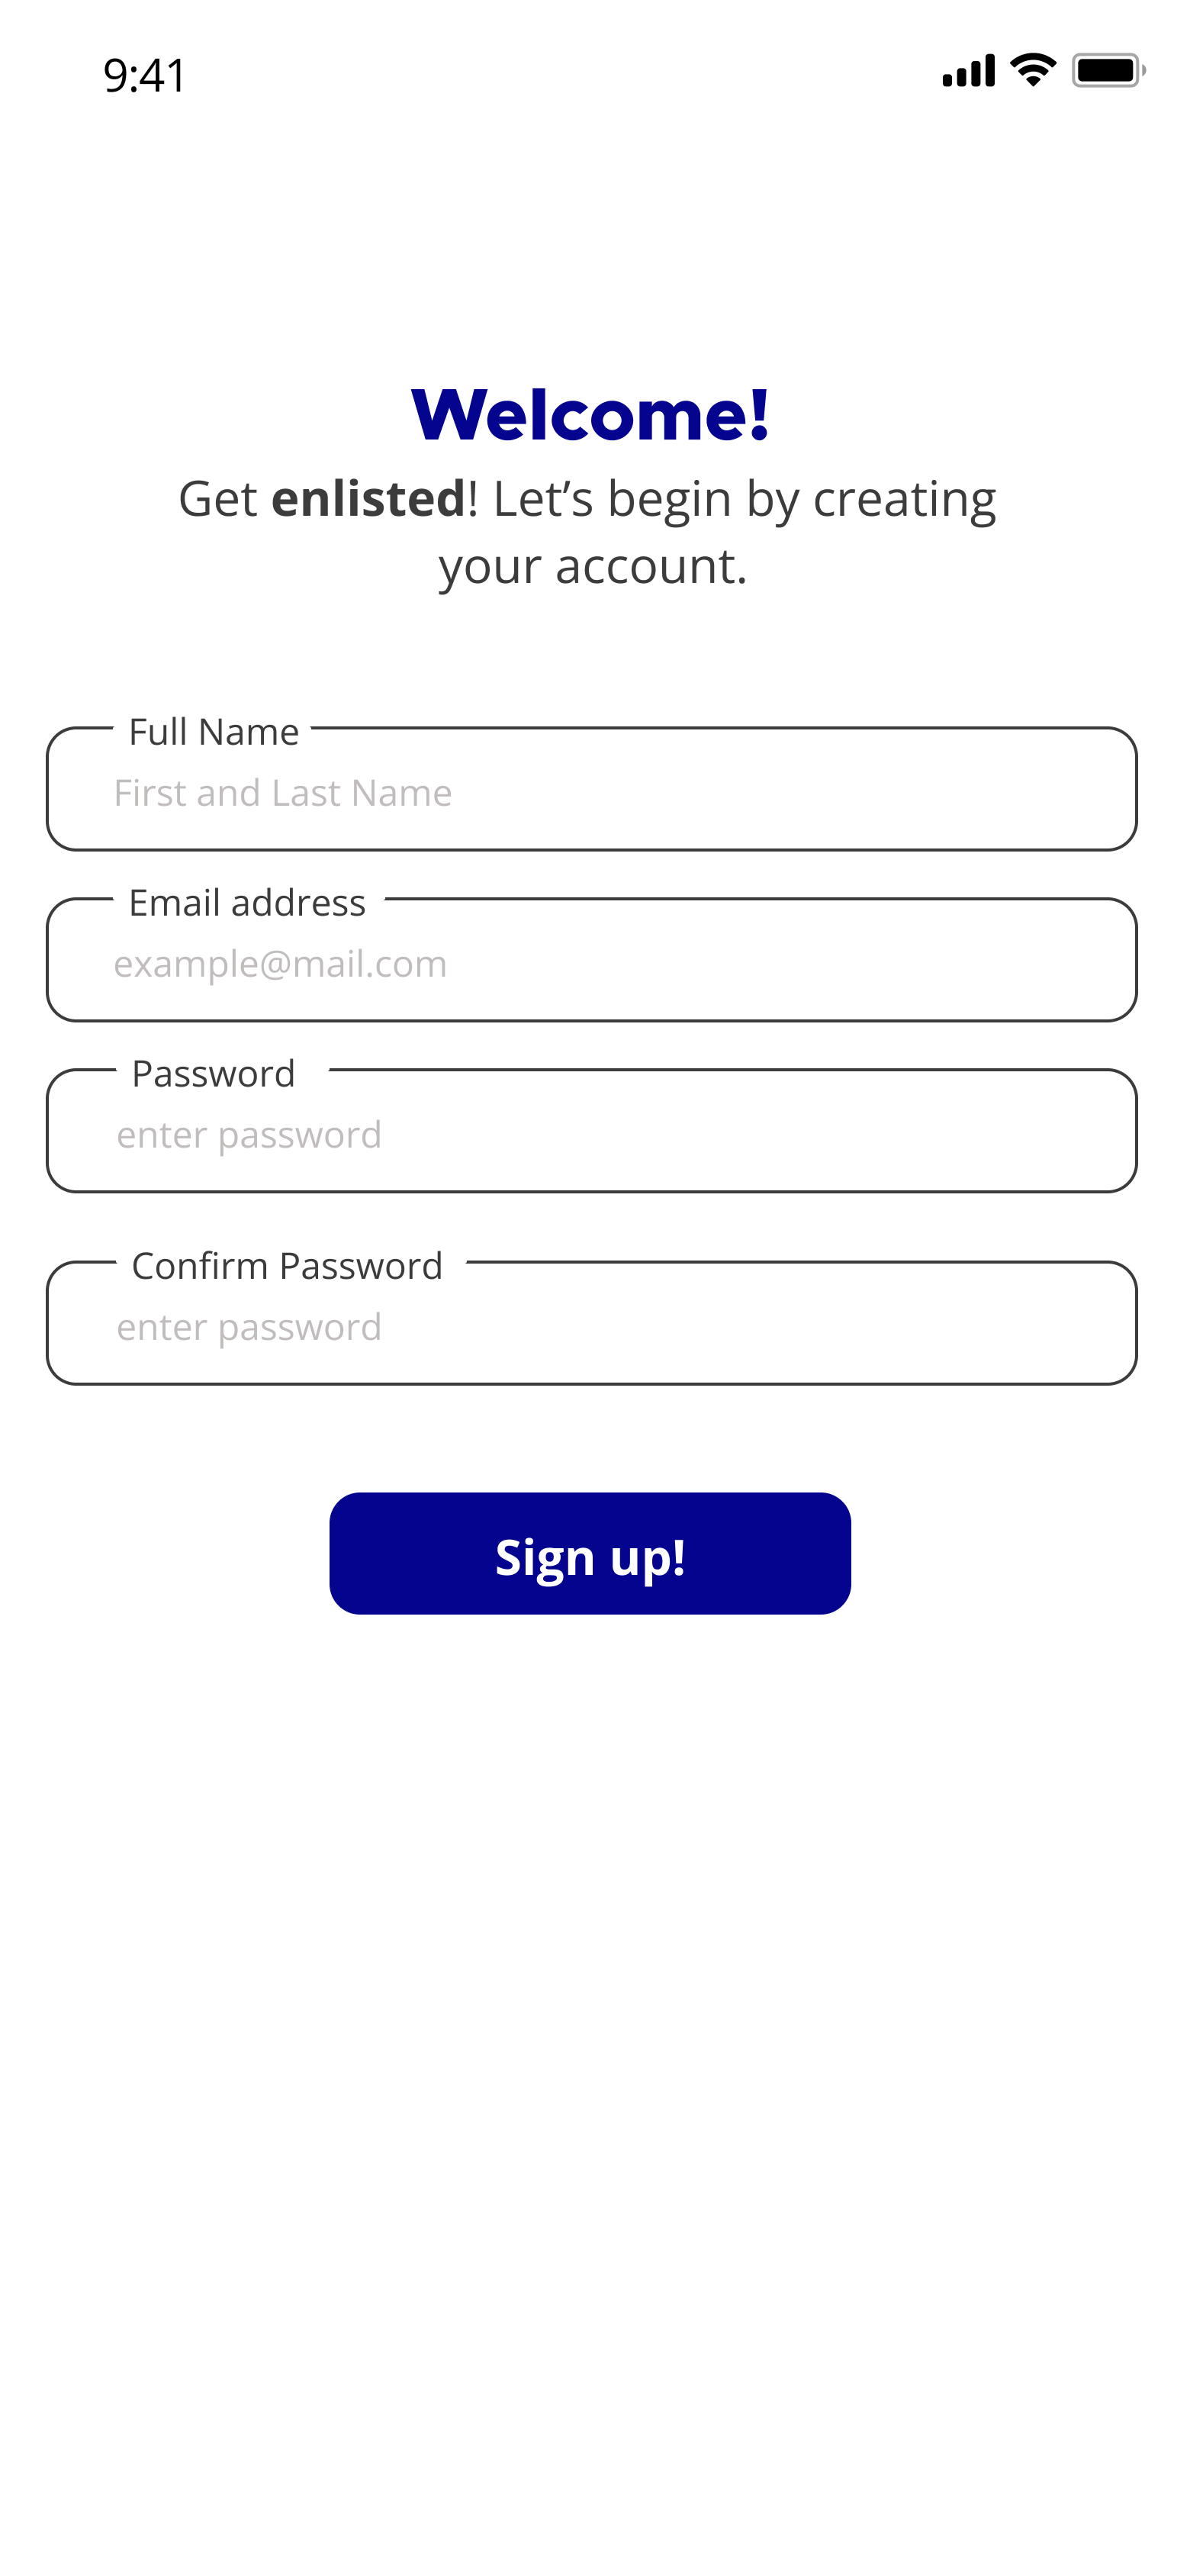 9:41
Welcome!
Get enlisted! Let’s begin by creating
your account.
Full Name
First and Last Name
Email address
example@mail.com
Password
enter password
Confirm Password
enter password
Sign up!